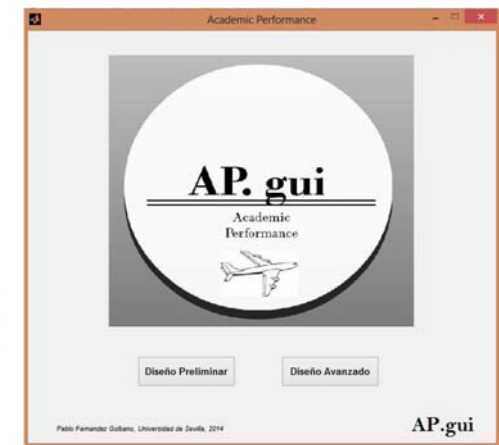 Academic Performance
AP. gui
Academic
Performance
Diseño Preliminar
Diseño Avanzado
Pablo Fernandez Golbano, Universidad de Sevilla, 2014
AP.gui